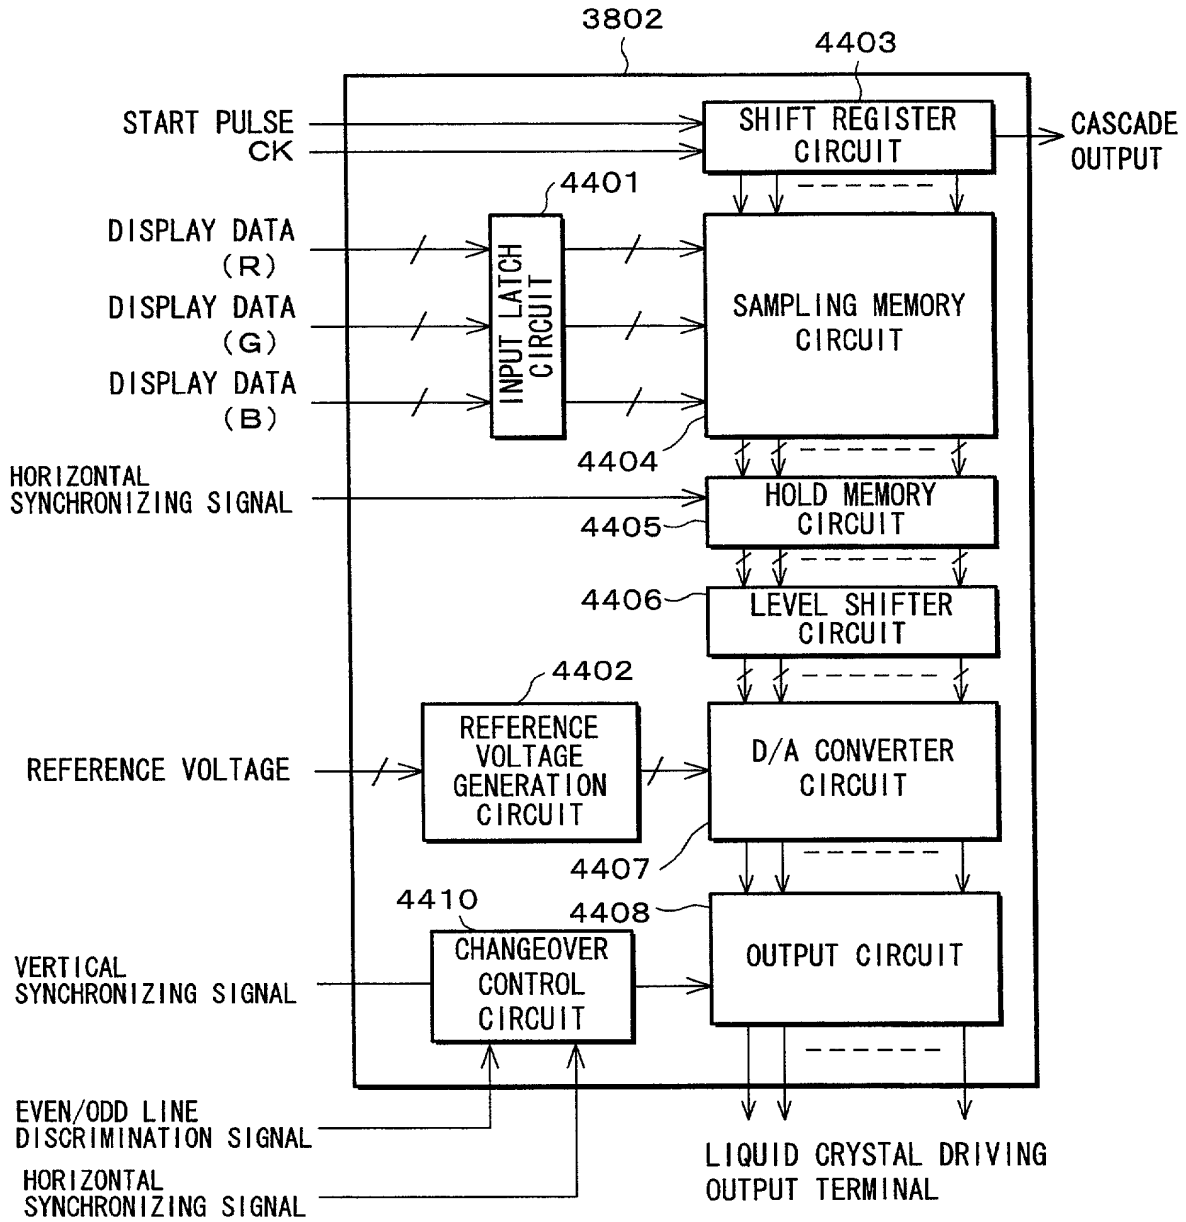 3802
4403
START PULSE
CK
SHIFT REGISTER
CIRCUIT
CASCADE
OUTPUT
4401
DISPLAY DATA
(R)
DISPLAY DATA
(G)
DISPLAY DATA
(B)
INPUT LATCH
CIRCUIT
SAMPLING MEMORY
CIRCUIT
4404
HORIZONTAL
SYNCHRONIZING SIGNAL
HOLD MEMORY
CIRCUIT
4405
4406
LEVEL SHIFTER
CIRCUIT
4402
REFERENCE VOLTAGE
REFERENCE
VOLTAGE
GENERATION
CIRCUIT
D/A CONVERTER
CIRCUIT
4407
4410
4408
VERTICAL
SYNCHRONIZING SIGNAL
CHANGEOVER
CONTROL
CIRCUIT
OUTPUT CIRCUIT
EVEN/ODD LINE
DISCRIMINATION SIGNAL
HORIZONTAL
SYNCHRONIZING SIGNAL
LIQUID CRYSTAL DRIVING
OUTPUT TERMINAL